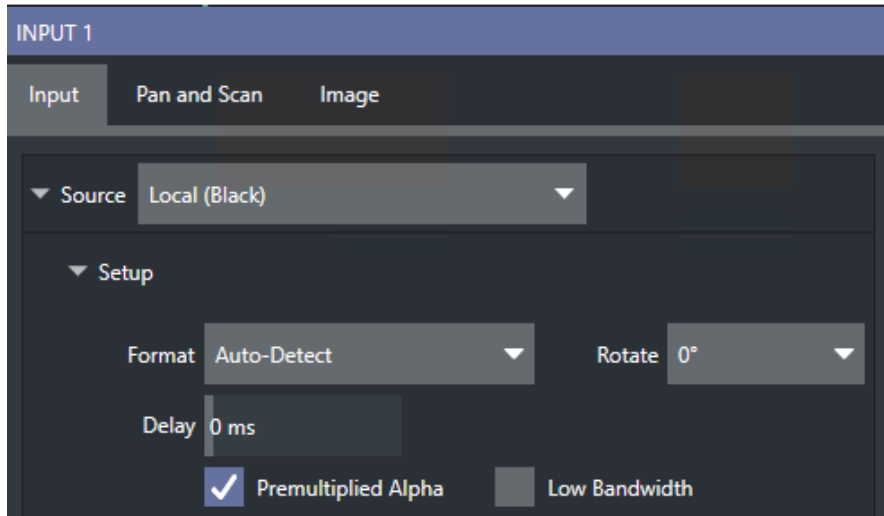 INPUT 1
Input Pan and Scan Image
Source Local (Black)
Setup
Format Auto-Detect Rotate 0°
Delay 0 ms
Premultiplied Alpha Low Bandwidth